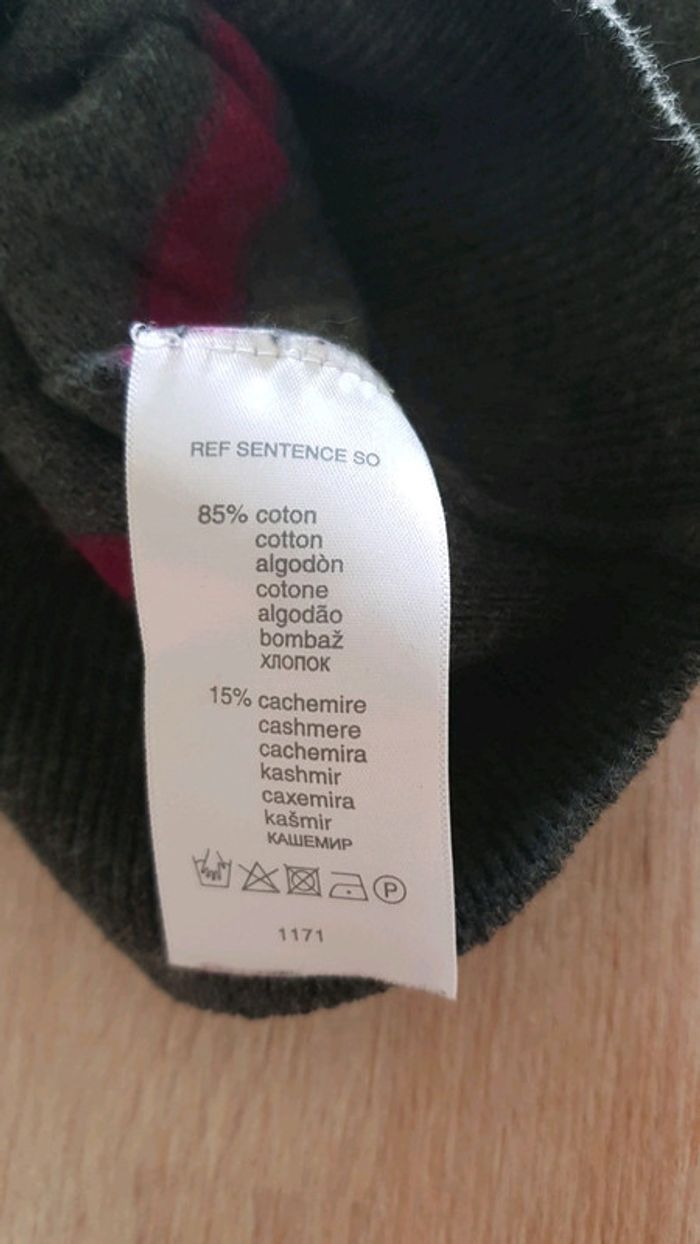 REF SENTENCE SO
85% coton
cotton
algodòn
cotone
algodão
bombaž
ХЛОПОК
15% cachemire
cashmere
cachemira
kashmir
caxemira
kašmir
КАШЕМИР
P
1171